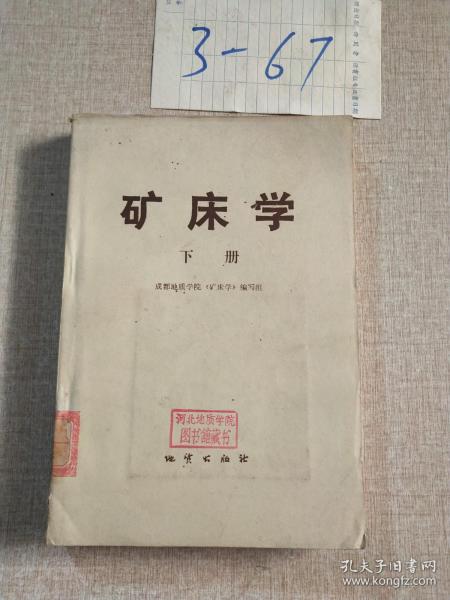 3-67
矿床学
下册
成都地质学院《矿床学》编写组
河北地质学院
图书馆藏书
地质出版社
孔夫子旧书网
www.kongfz.com